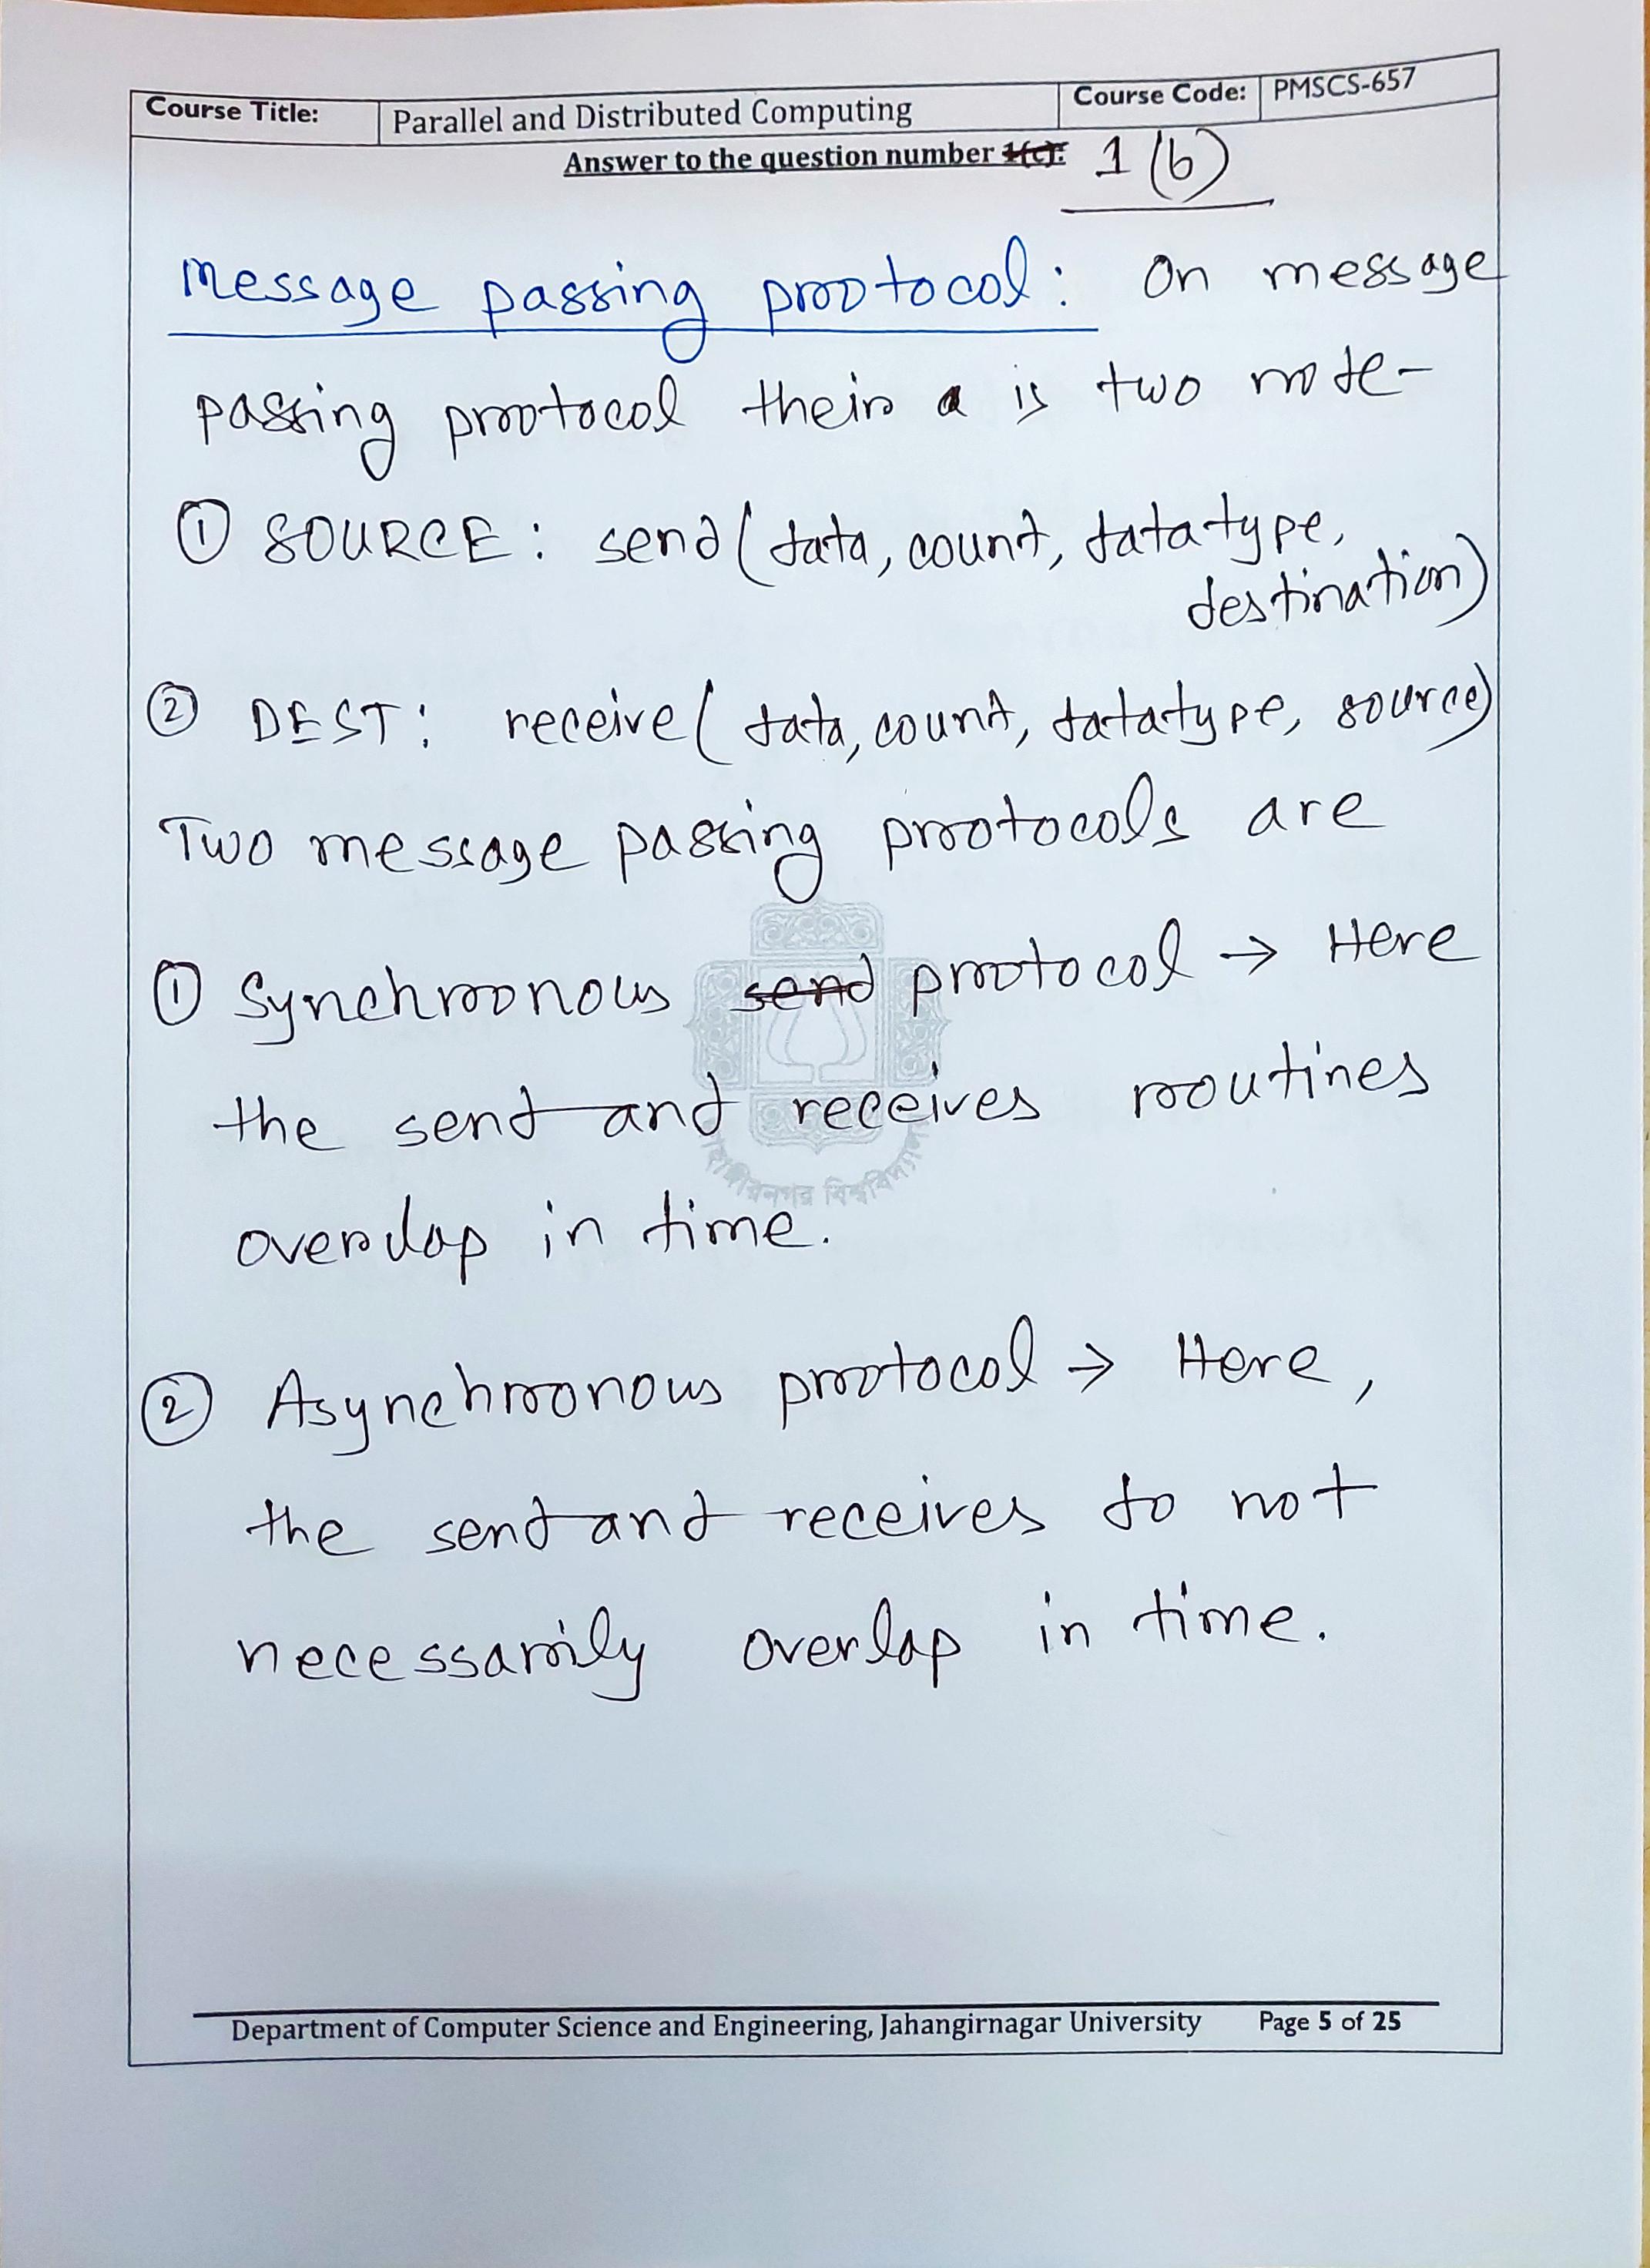 Course Title: Parallel and Distributed Computing Course Code: PMSCS-657
Answer to the question number 1(c): 1 (b)
Message passing protocol: On message
passing protocol their is two node-
① SOURCE: send(data, count, datatype,
destination)
② DEST: receive(data, count, datatype, source)
Two message passing protocols are
① Synchronous send protocol → Here
the send and receives routines
overlap in time.
② Asynchronous protocol → Here,
the send and receives do not
necessarily overlap in time.
Department of Computer Science and Engineering, Jahangirnagar University Page 5 of 25